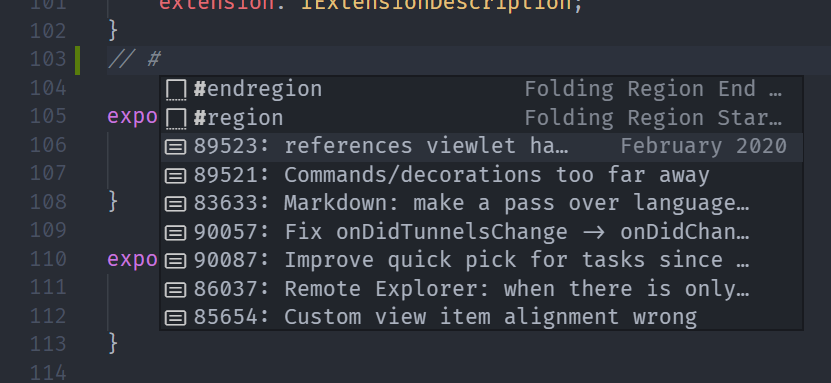 101 extension: IExtensionDescription;
102 }
103 // #
104 #endregion Folding Region End …
105 expo #region Folding Region Star…
106 89523: references viewlet ha… February 2020
107 89521: Commands/decorations too far away
108 } 83633: Markdown: make a pass over language…
109 90057: Fix onDidTunnelsChange -> onDidChan…
110 expo 90087: Improve quick pick for tasks since …
111 86037: Remote Explorer: when there is only…
112 85654: Custom view item alignment wrong
113 }
114